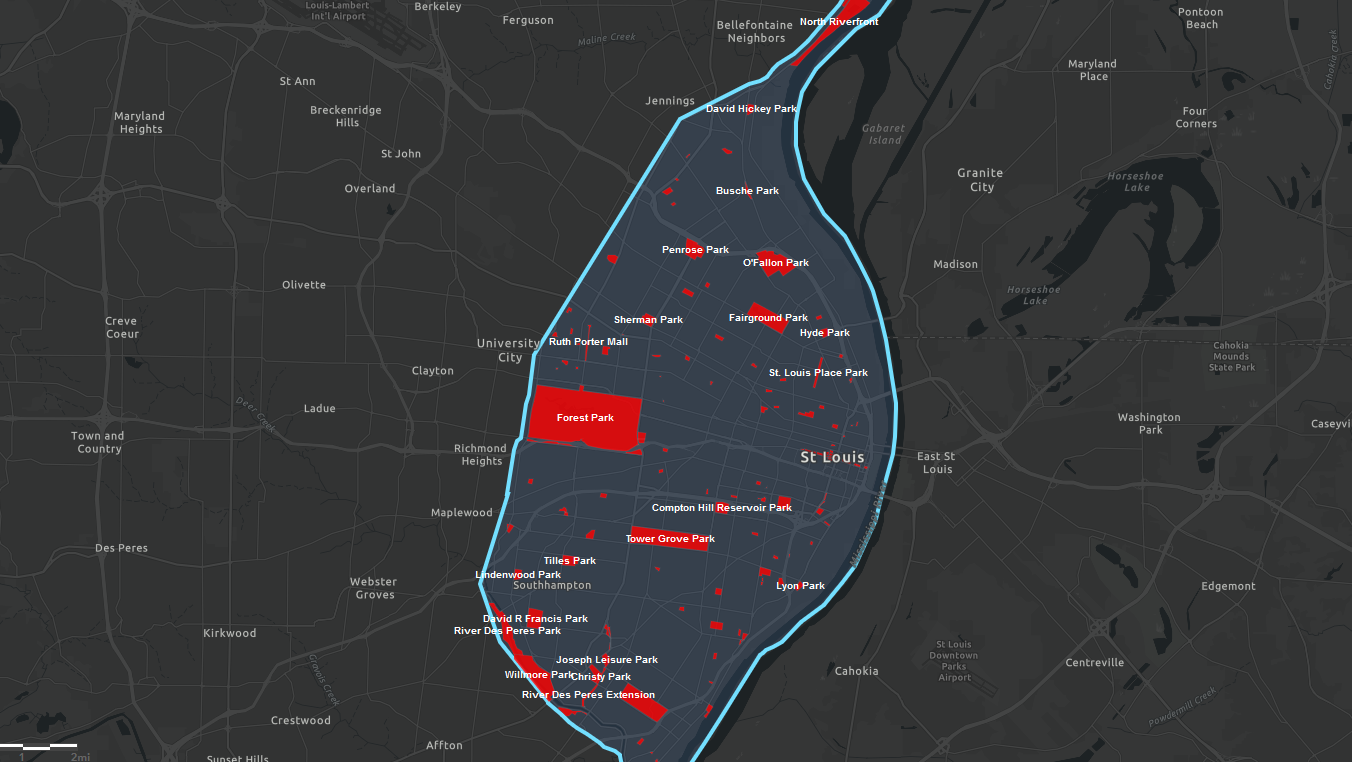 Louis-Lambert
Int'l Airport
Berkeley
Ferguson
Bellefontaine
Neighbors
North Riverfront
Pontoon
Beach
Maline Creek
Cahokia Creek
Maryland
Place
St Ann
Jennings
David Hickey Park
Breckenridge
Hills
Maryland
Heights
Four
Corners
Gabaret
Island
St John
Overland
Busche Park
Granite
City
Horseshoe
Lake
Penrose Park
O'Fallon Park
Madison
Olivette
Horseshoe
Lake
Creve
Coeur
Sherman Park
Fairground Park
Hyde Park
University
City
Ruth Porter Mall
Cahokia
Mounds
State Park
Clayton
St. Louis Place Park
Deer Creek
Ladue
Forest Park
Washington
Park
Caseyvi
Town and
Country
Richmond
Heights
St Louis
East St
Louis
Maplewood
Compton Hill Reservoir Park
Mississippi River
Des Peres
Tower Grove Park
Tilles Park
Lindenwood Park
Southhampton
Lyon Park
Edgemont
Webster
Groves
David R Francis Park
River Des Peres Park
Kirkwood
St Louis
Downtown
Parks
Airport
Joseph Leisure Park
Centreville
Gravois Creek
Willmore Park
Christy Park
Cahokia
River Des Peres Extension
Powdermill Creek
Crestwood
Affton
Sunset Hills
1
2mi